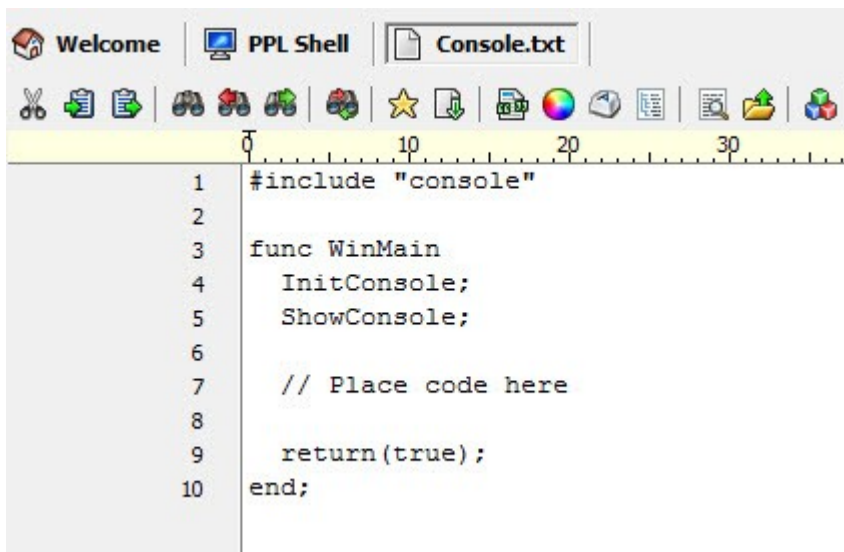 Welcome PPL Shell Console.txt
0 10 20 30
1 #include "console"
2
3 func WinMain
4   InitConsole;
5   ShowConsole;
6
7   // Place code here
8
9   return(true);
10 end;